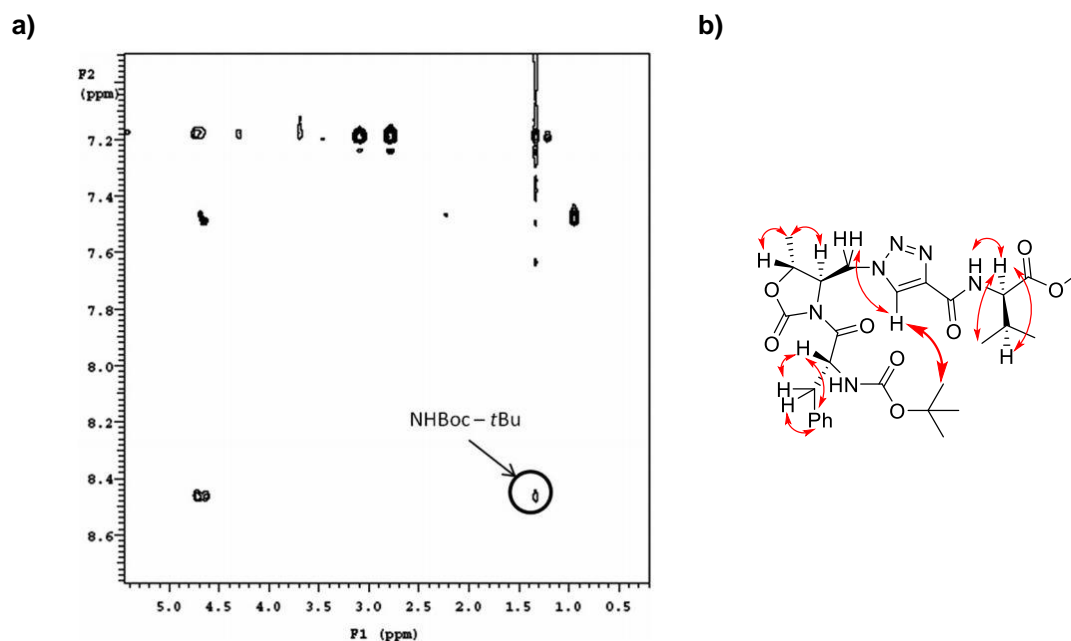 a)
F2
(ppm)
7.2
7.4
7.6
7.8
8.0
8.2
8.4
8.6
NHBoc – tBu
5.0 4.5 4.0 3.5 3.0 2.5 2.0 1.5 1.0 0.5
F1 (ppm)
b)
H H H H N N N H H O
N N O
O N H O H
O O
H H N O
H O
H Ph